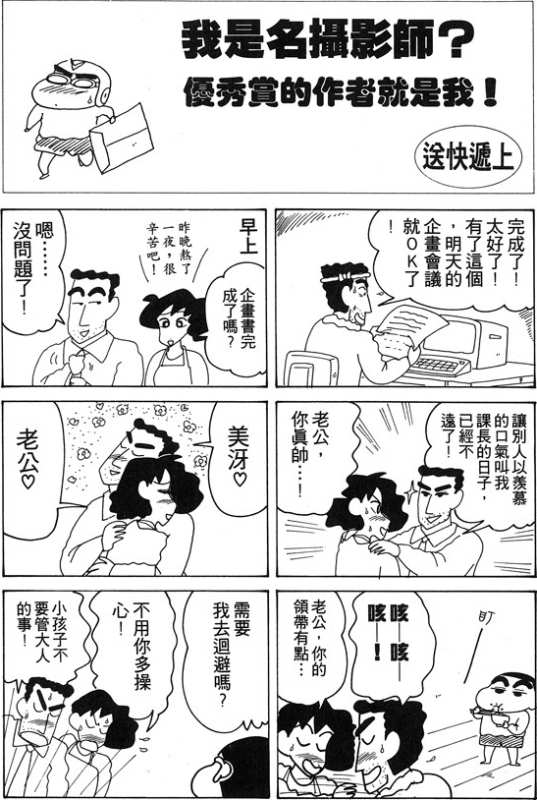 我是名攝影師？
優秀賞的作者就是我！
送快遞上
完成了！
太好了！
有了這個
，明天的
企畫會議
就OK了
！
早上
企畫書完
成了嗎？
昨晚熬了
一夜，很
辛苦吧！
嗯……
沒問題了！
讓別人以羨慕
的口氣叫我
課長的日子，
已經不
遠了！
老公，
你真帥…！
美冴♡
老公♡
盯
咳—咳—
咳—！
老公，你的
領帶有點…
需要
我去迴避嗎？
不用你多操
心！
小孩子不
要管大人
的事！